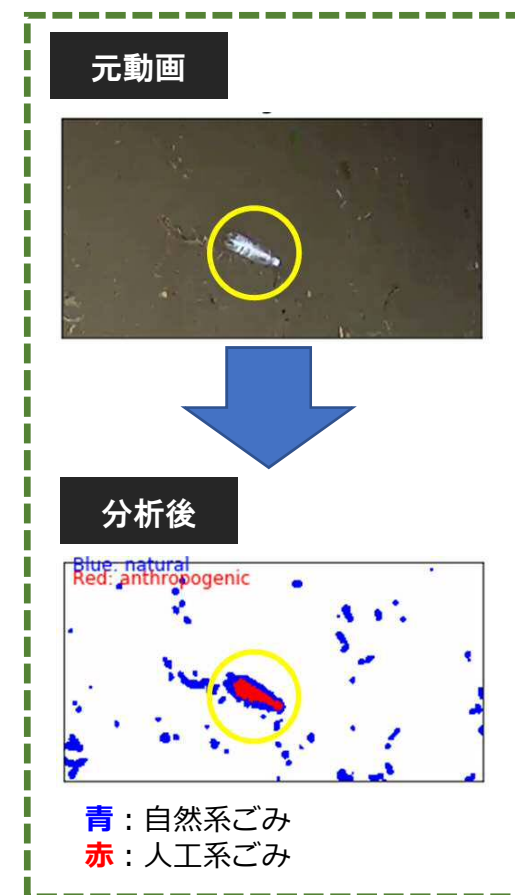 元動画
分析後
Blue: natural
Red: anthropogenic
青：自然系ごみ
赤：人工系ごみ